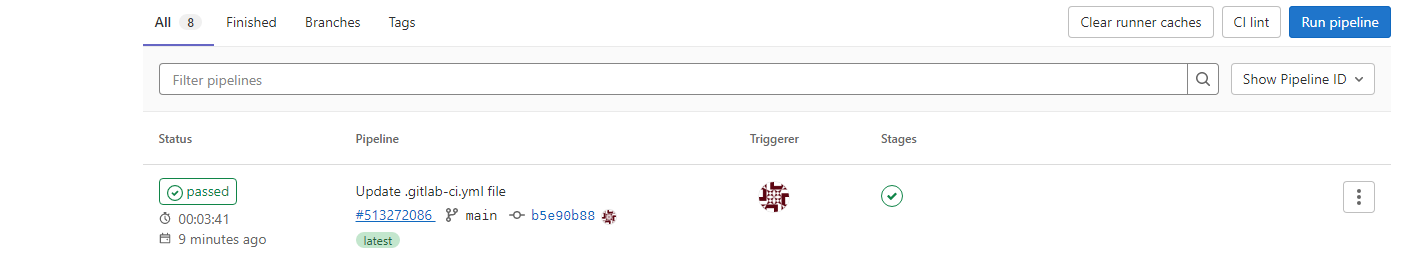 All 8 Finished Branches Tags Clear runner caches CI lint Run pipeline
Filter pipelines Show Pipeline ID
Status Pipeline Triggerer Stages
passed Update .gitlab-ci.yml file
00:03:41 #513272086 main b5e90b88
9 minutes ago latest